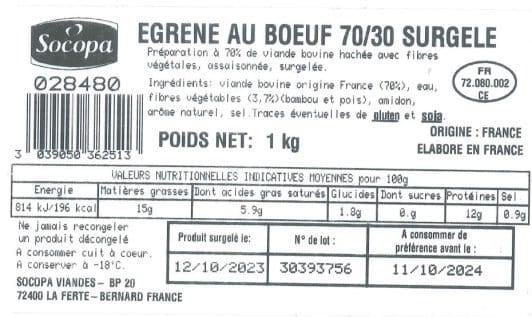 Socopa
028480
3 039050 362513
EGRENE AU BOEUF 70/30 SURGELE
Préparation à 70% de viande bovine hachée avec fibres
végétales, assaisonnée, surgelée.
Ingrédients: viande bovine origine France (70%), eau,
fibres végétales (3,7%)(bambou et pois), amidon,
arôme naturel, sel.Traces éventuelles de gluten et soja.
FR
72.080.002
CE
POIDS NET: 1 kg
ORIGINE : FRANCE
ELABORE EN FRANCE
VALEURS NUTRITIONNELLES INDICATIVES MOYENNES pour 100g
Energie Matières grasses Dont acides gras saturés Glucides Dont sucres Protéines Sel
814 kJ/196 kcal 15g 5.9g 1.8g 0.g 12g 0.9g
Ne jamais recongeler
un produit décongelé
A consommer cuit à coeur.
A conserver à -18°C.
SOCOPA VIANDES - BP 20
72400 LA FERTE - BERNARD FRANCE
Produit surgelé le: N° de lot : A consommer de
préférence avant le :
12/10/2023 30393756 11/10/2024